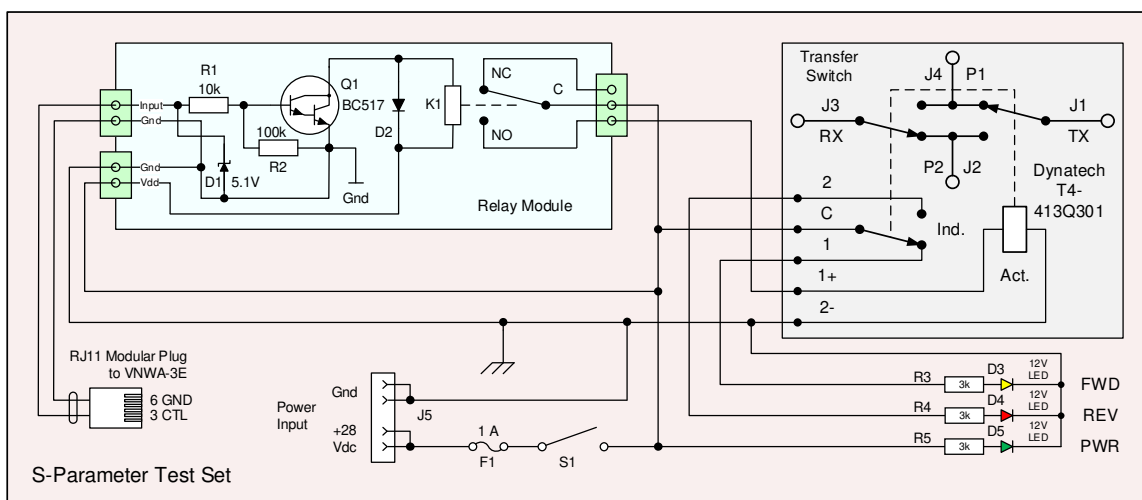 R1
10k
Input
Gnd
Gnd
Vdd
D1
5.1V
100k
R2
Q1
BC517
Gnd
D2
K1
NC
C
NO
Relay Module
Transfer
Switch
J3
RX
J4
P1
J1
TX
P2
J2
Dynatech
T4-
413Q301
2
C
1
1+
2-
Ind.
Act.
RJ11 Modular Plug
to VNWA-3E
6 GND
3 CTL
Power
Input
Gnd
+28
Vdc
J5
1 A
F1
S1
R3
3k
D3
12V
LED
FWD
R4
3k
D4
12V
LED
REV
R5
3k
D5
12V
LED
PWR
S-Parameter Test Set